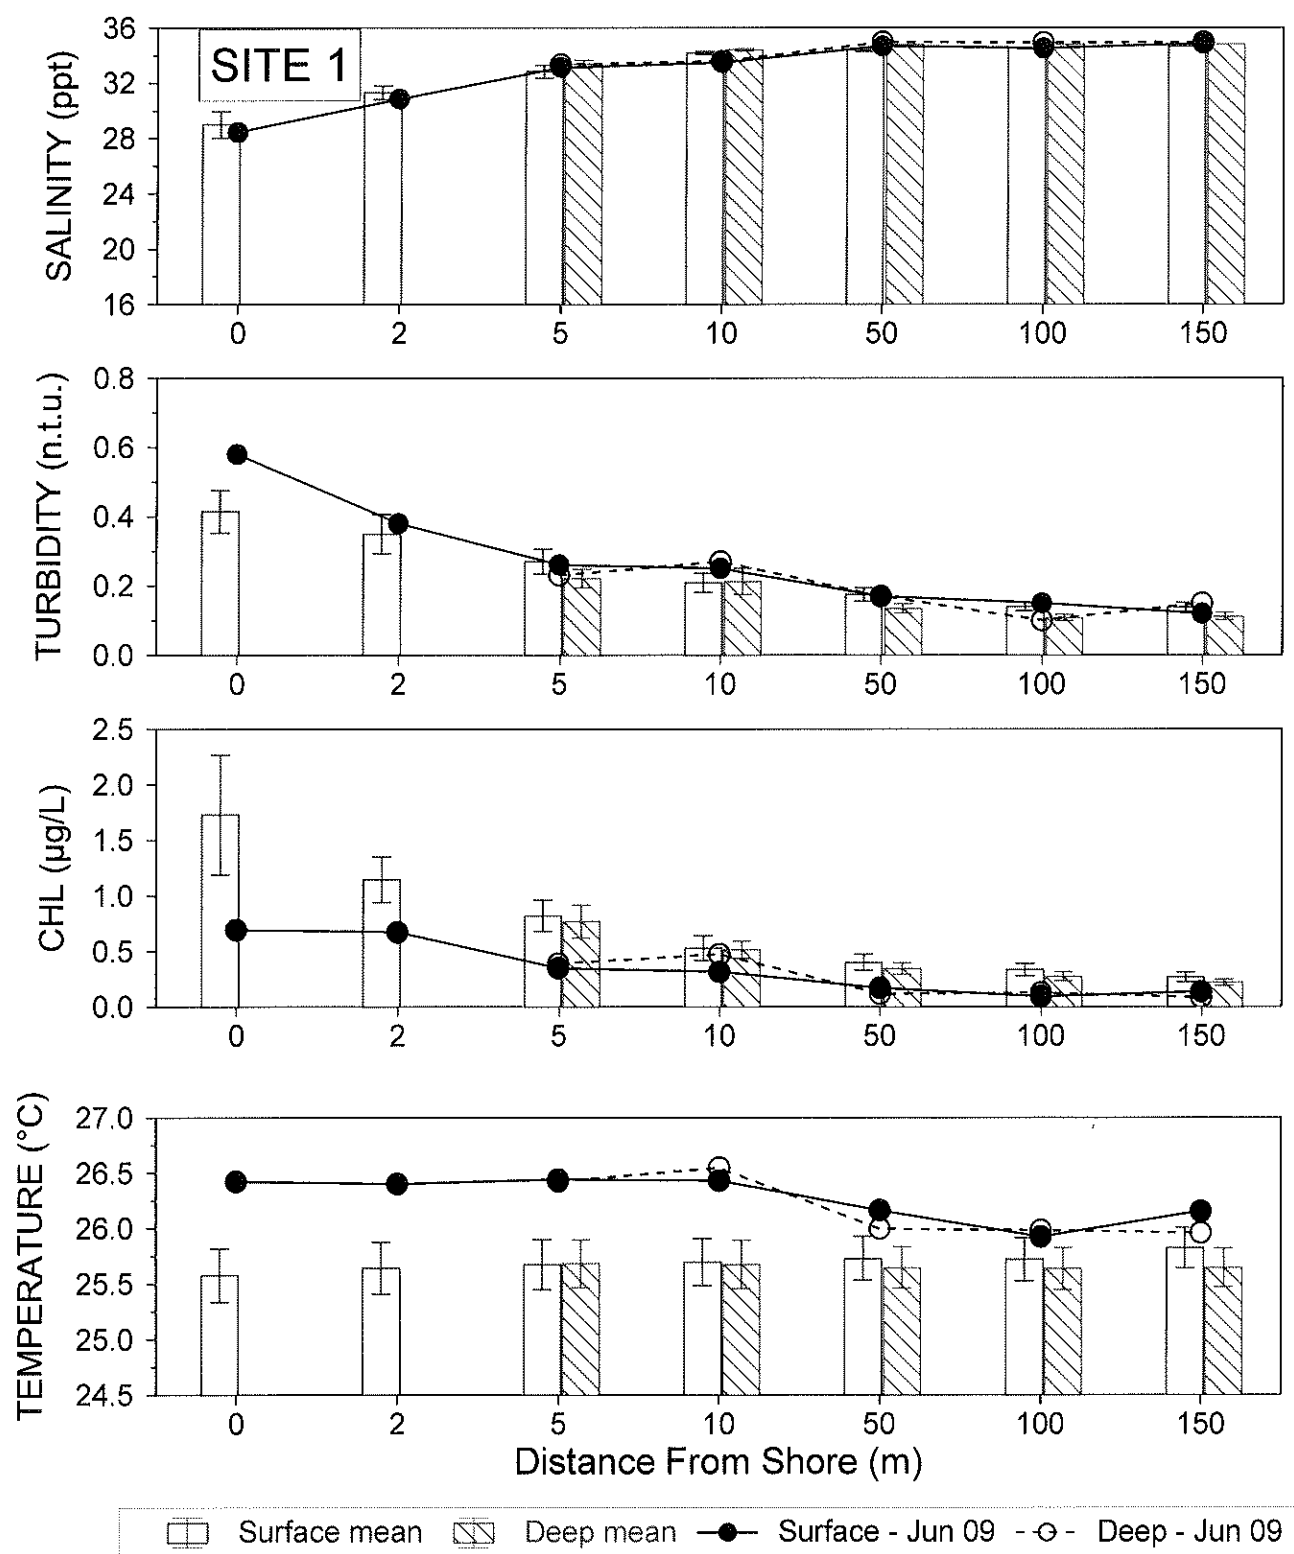 SITE 1
SALINITY (ppt)
36
32
28
24
20
16
0 2 5 10 50 100 150
TURBIDITY (n.t.u.)
0.8
0.6
0.4
0.2
0.0
0 2 5 10 50 100 150
CHL (µg/L)
2.5
2.0
1.5
1.0
0.5
0.0
0 2 5 10 50 100 150
TEMPERATURE (°C)
27.0
26.5
26.0
25.5
25.0
24.5
0 2 5 10 50 100 150
Distance From Shore (m)
Surface mean Deep mean Surface - Jun 09 Deep - Jun 09